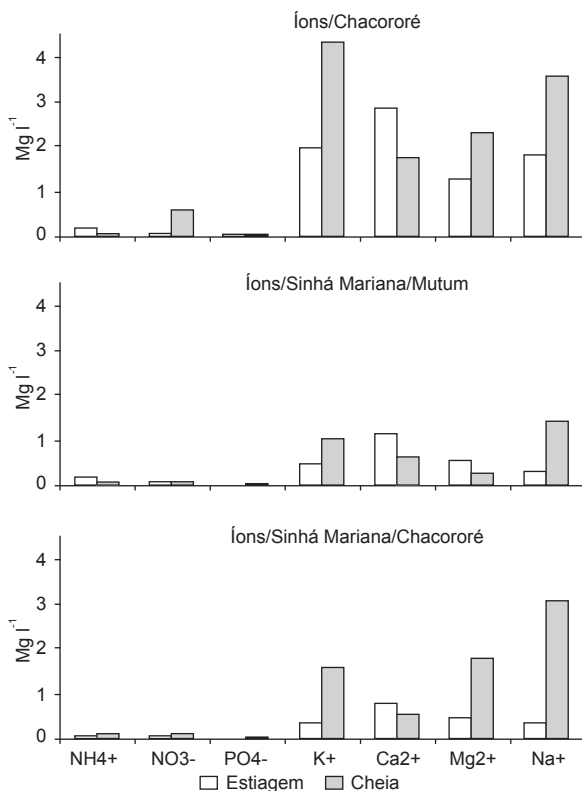 Íons/Chacororé
4
3
2
1
0
Mg l-1
Íons/Sinhá Mariana/Mutum
4
3
2
1
0
Mg l-1
Íons/Sinhá Mariana/Chacororé
4
3
2
1
0
Mg l-1
NH4+ NO3- PO4- K+ Ca2+ Mg2+ Na+
Estiagem Cheia